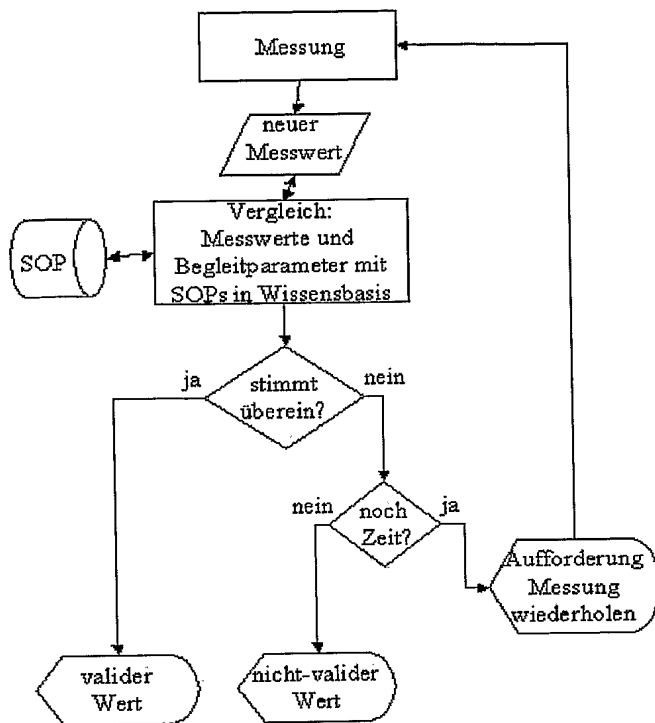 Messung
neuer
Messwert
Vergleich:
Messwerte und
Begleitparameter mit
SOPs in Wissensbasis
SOP
ja
stimmt
überein?
nein
nein
noch
Zeit?
ja
Aufforderung
Messung
wiederholen
valider
Wert
nicht-valider
Wert